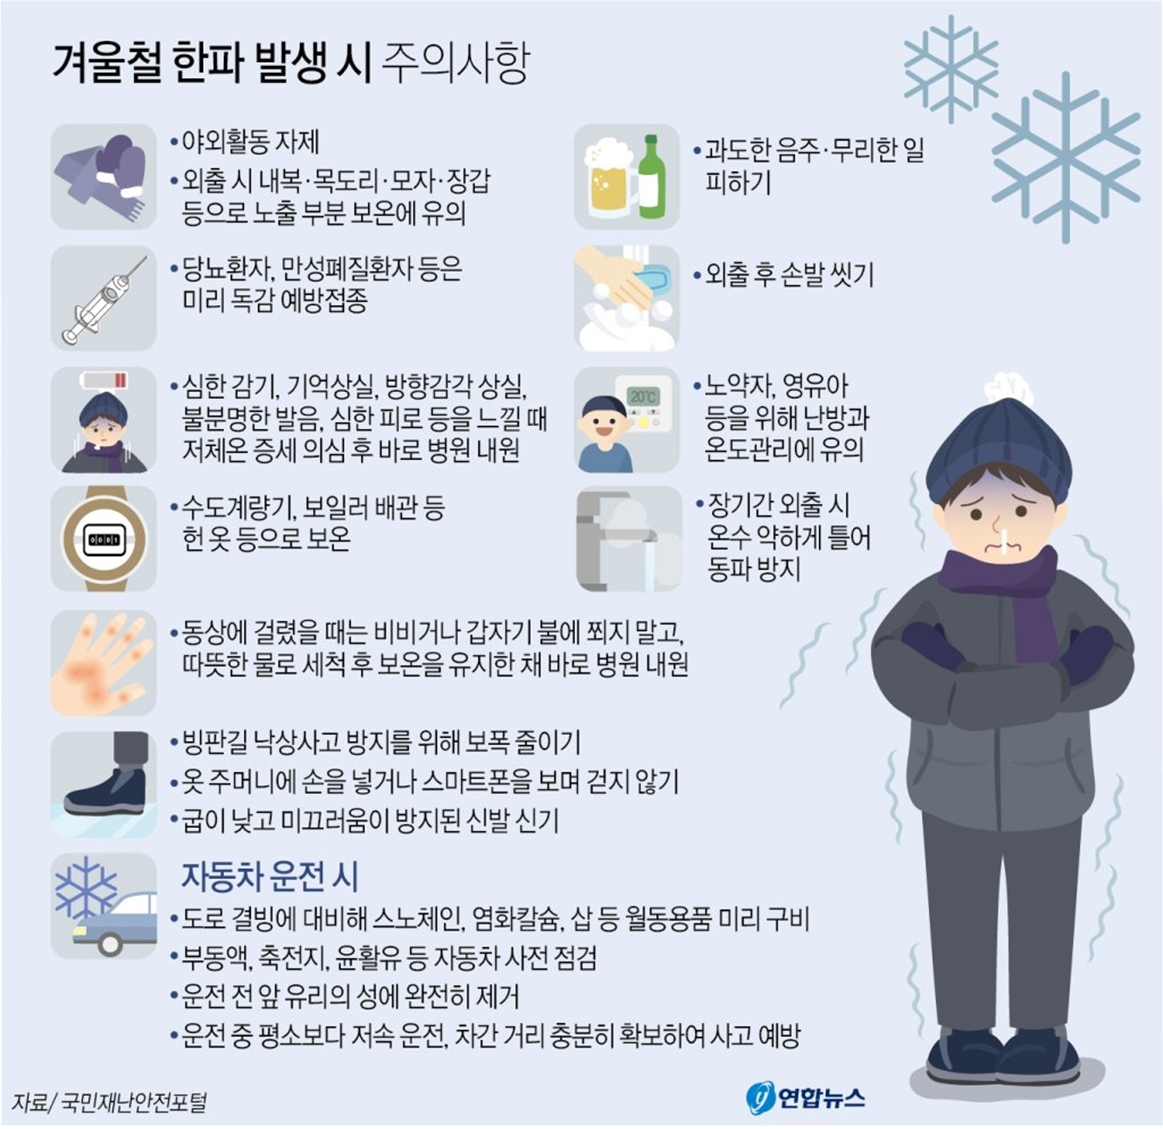 겨울철 한파 발생 시 주의사항
•야외활동 자제
•외출 시 내복·목도리·모자·장갑
등으로 노출 부분 보온에 유의
•과도한 음주·무리한 일
피하기
•당뇨환자, 만성폐질환자 등은
미리 독감 예방접종
•외출 후 손발 씻기
•심한 감기, 기억상실, 방향감각 상실,
불분명한 발음, 심한 피로 등을 느낄 때
저체온 증세 의심 후 바로 병원 내원
20℃
•노약자, 영유아
등을 위해 난방과
온도관리에 유의
0001
•수도계량기, 보일러 배관 등
헌 옷 등으로 보온
•장기간 외출 시
온수 약하게 틀어
동파 방지
•동상에 걸렸을 때는 비비거나 갑자기 불에 쬐지 말고,
따뜻한 물로 세척 후 보온을 유지한 채 바로 병원 내원
•빙판길 낙상사고 방지를 위해 보폭 줄이기
•옷 주머니에 손을 넣거나 스마트폰을 보며 걷지 않기
•굽이 낮고 미끄러움이 방지된 신발 신기
자동차 운전 시
•도로 결빙에 대비해 스노체인, 염화칼슘, 삽 등 월동용품 미리 구비
•부동액, 축전지, 윤활유 등 자동차 사전 점검
•운전 전 앞 유리의 성에 완전히 제거
•운전 중 평소보다 저속 운전, 차간 거리 충분히 확보하여 사고 예방
자료/ 국민재난안전포털
y 연합뉴스